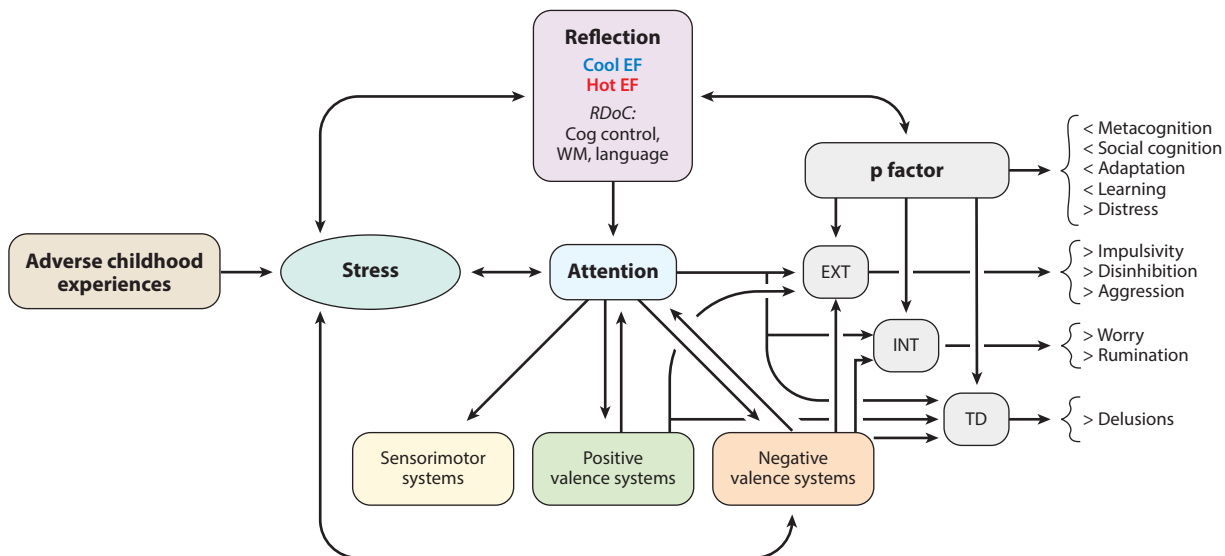 Reflection
Cool EF
Hot EF
RDoC:
Cog control,
WM, language
p factor
< Metacognition
< Social cognition
< Adaptation
< Learning
> Distress
Adverse childhood
experiences
Stress
Attention
EXT
> Impulsivity
> Disinhibition
> Aggression
INT
> Worry
> Rumination
TD
> Delusions
Sensorimotor
systems
Positive
valence systems
Negative
valence systems